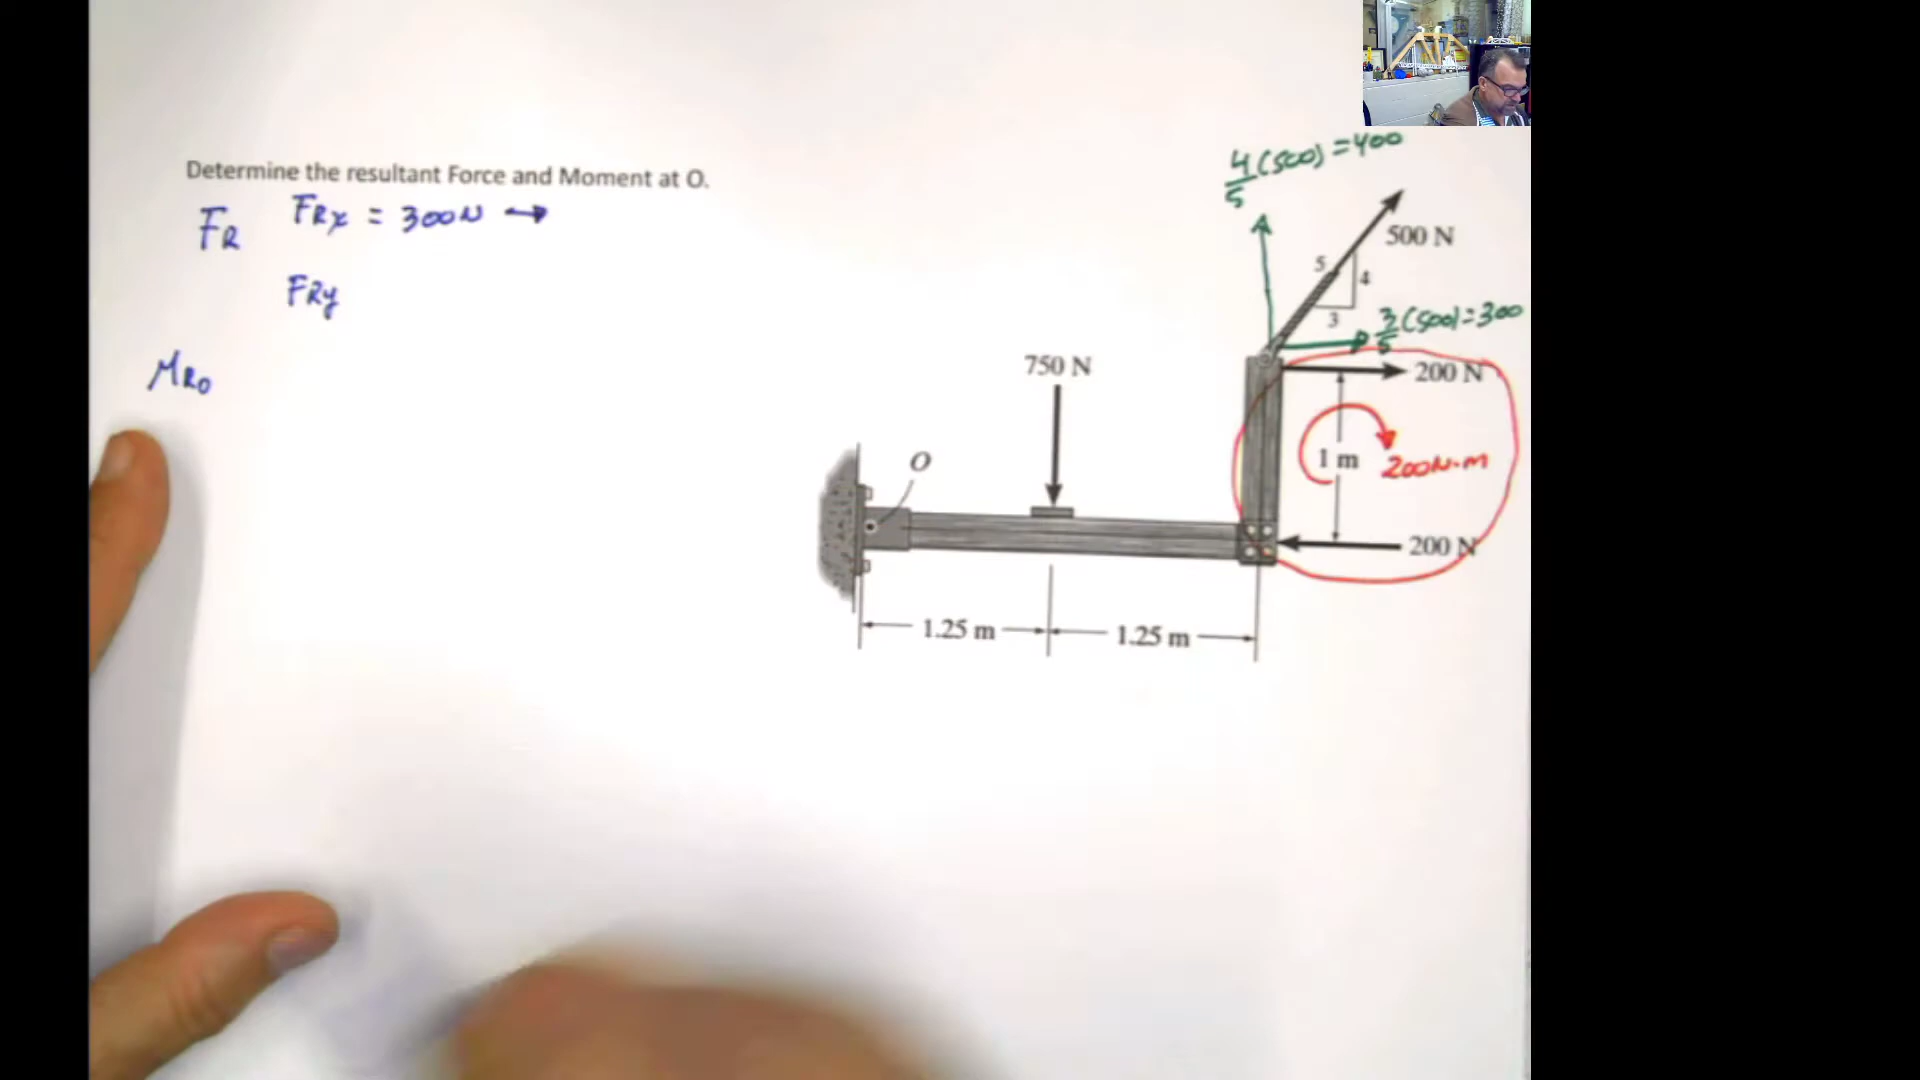 Determine the resultant Force and Moment at O.
FR
FRx = 300N →
FRy
MRo
4/5 (500) = 400
500 N
5
4
3
3/5 (500) = 300
750 N
200 N
O
1 m
200N·m
200 N
1.25 m
1.25 m